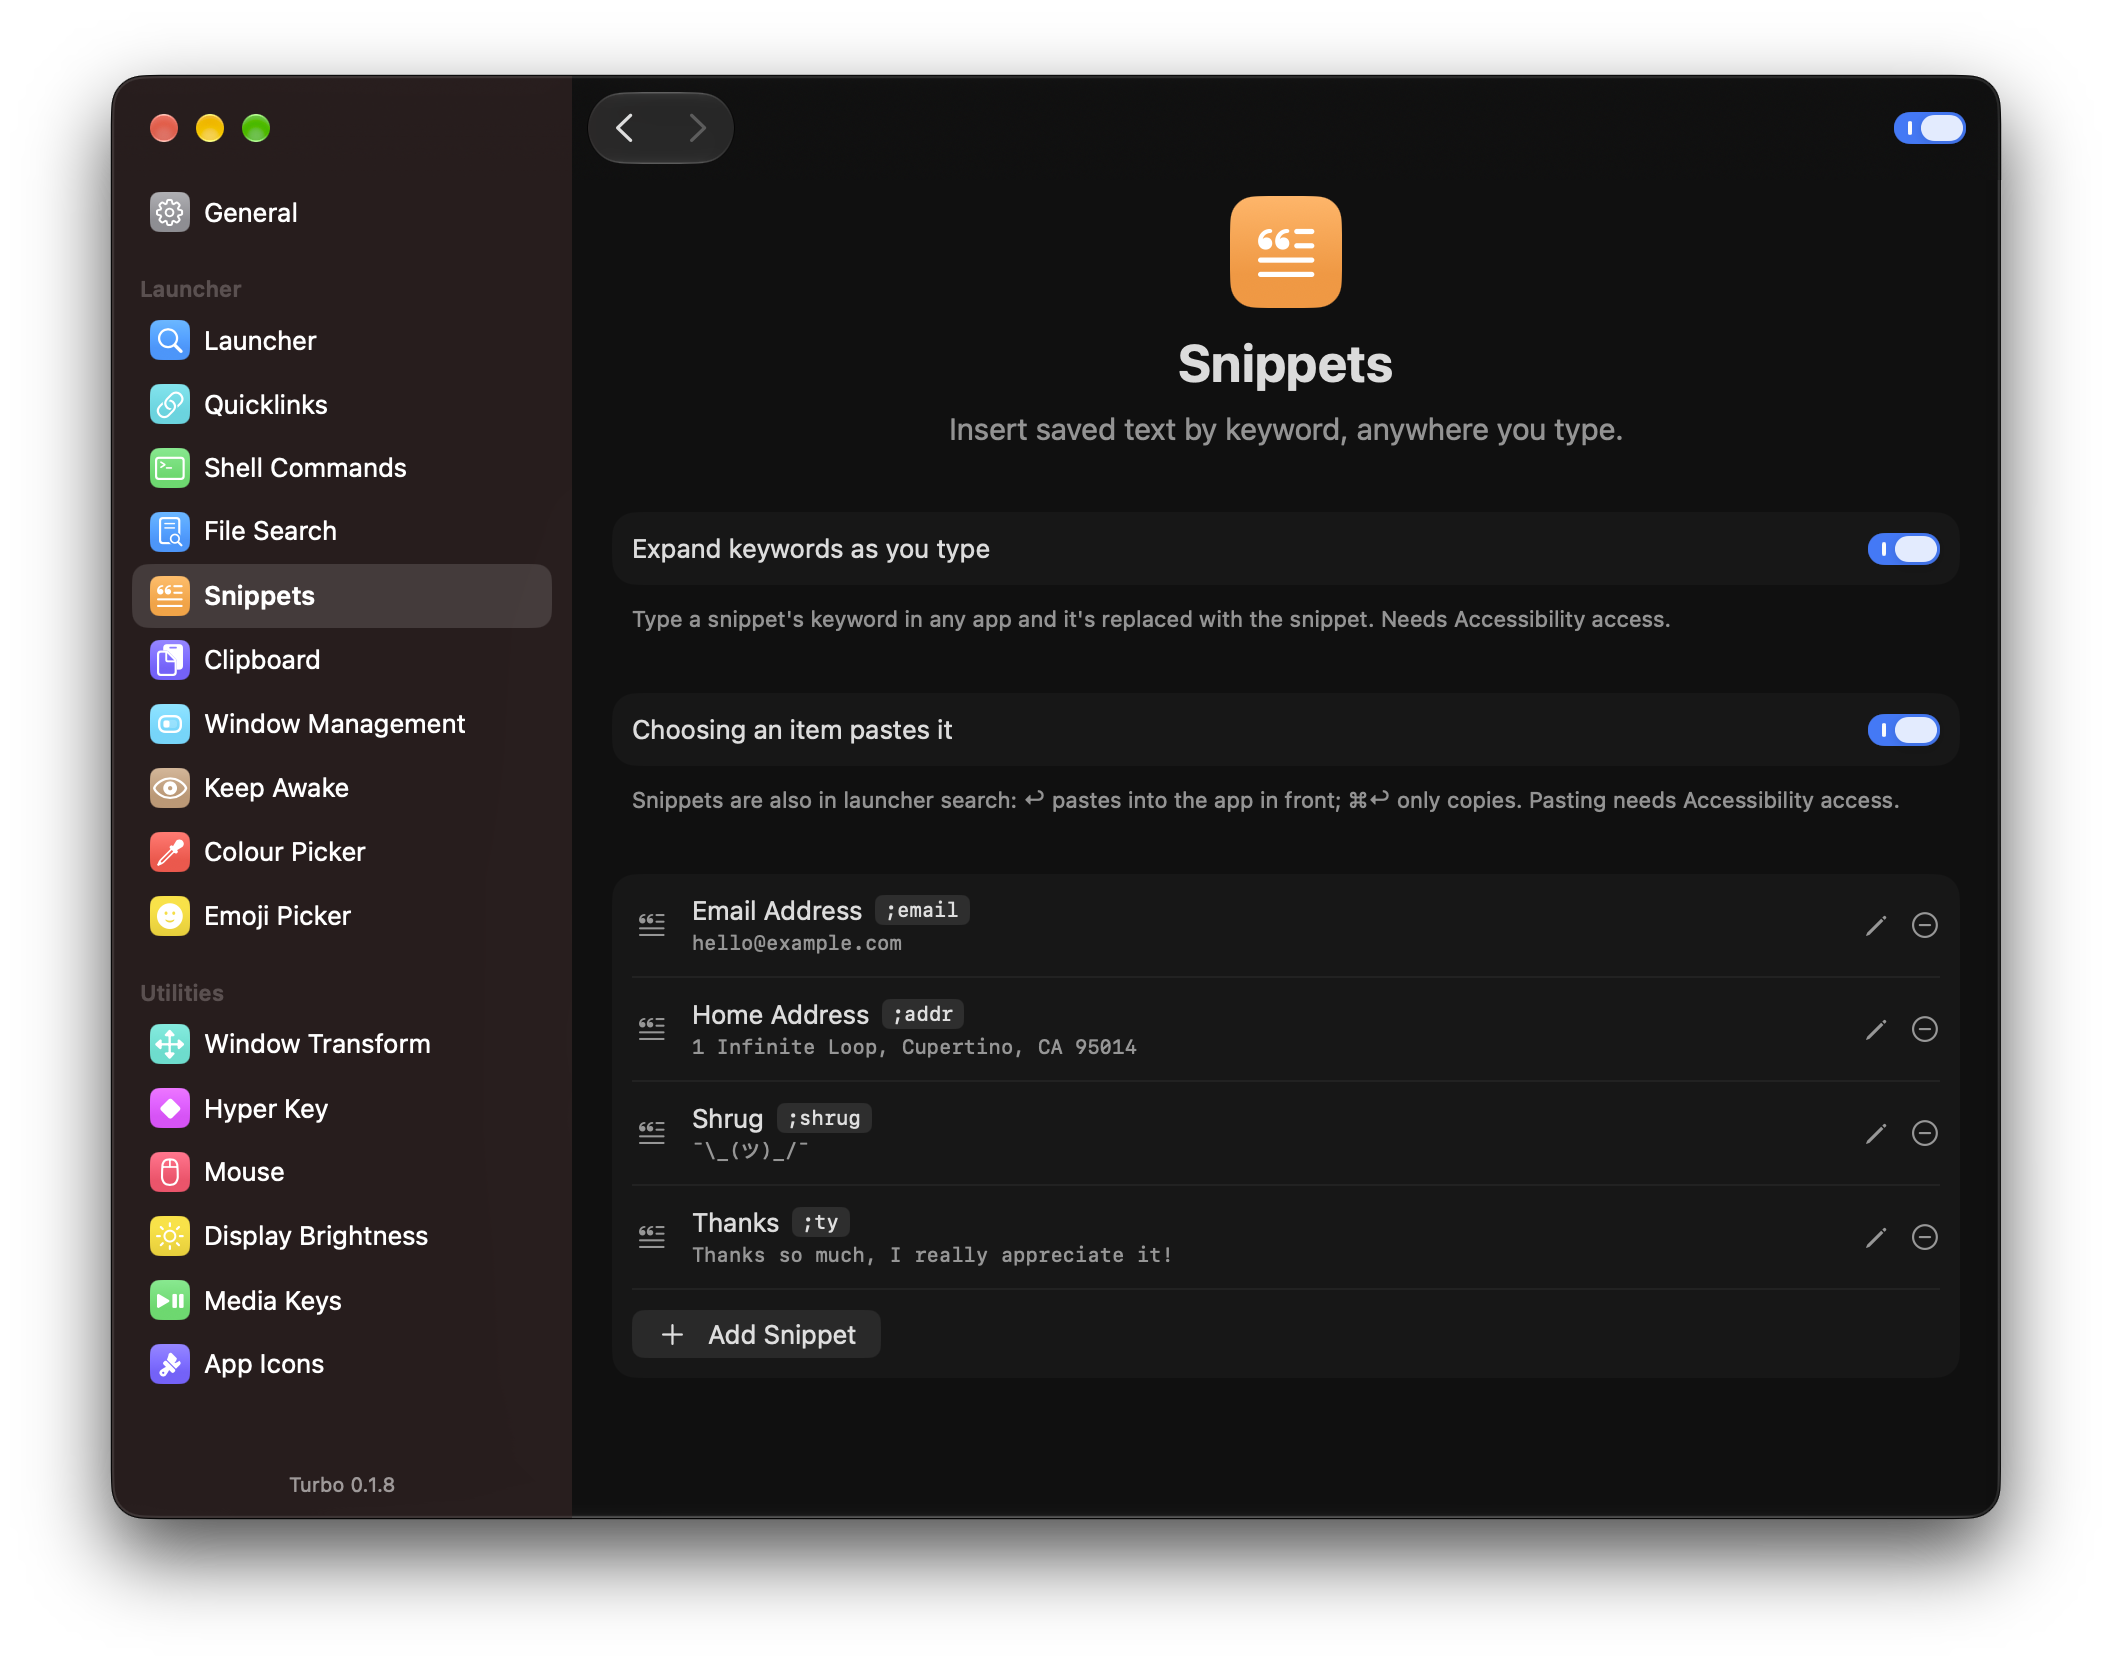 General
Launcher
Launcher
Quicklinks
Shell Commands
File Search
Snippets
Clipboard
Window Management
Keep Awake
Colour Picker
Emoji Picker
Utilities
Window Transform
Hyper Key
Mouse
Display Brightness
Media Keys
App Icons
Turbo 0.1.8
Snippets
Insert saved text by keyword, anywhere you type.
Expand keywords as you type
Type a snippet's keyword in any app and it's replaced with the snippet. Needs Accessibility access.
Choosing an item pastes it
Snippets are also in launcher search: ↩ pastes into the app in front; ⌘↩ only copies. Pasting needs Accessibility access.
Email Address ;email
hello@example.com
Home Address ;addr
1 Infinite Loop, Cupertino, CA 95014
Shrug ;shrug
¯\_(ツ)_/¯
Thanks ;ty
Thanks so much, I really appreciate it!
Add Snippet